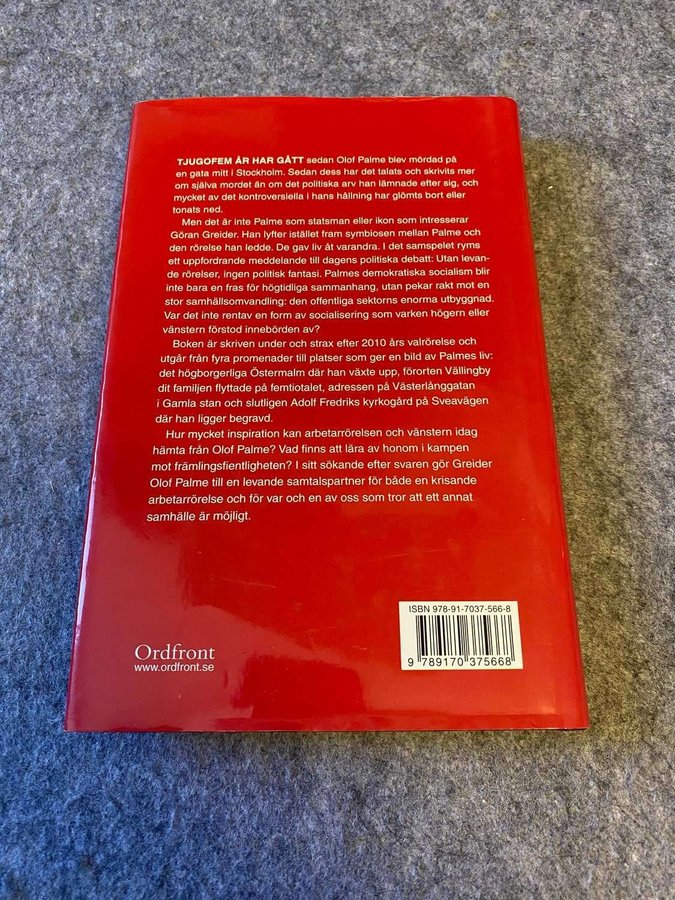 TJUGOFEM ÅR HAR GÅTT sedan Olof Palme blev mördad på
en gata mitt i Stockholm. Sedan dess har det talats och skrivits mer
om själva mordet än om det politiska arv han lämnade efter sig, och
mycket av det kontroversiella i hans hållning har glömts bort eller
tonats ned.
Men det är inte Palme som statsman eller ikon som intresserar
Göran Greider. Han lyfter istället fram symbiosen mellan Palme och
den rörelse han ledde. De gav liv åt varandra. I det samspelet ryms
ett uppfordrande meddelande till dagens politiska debatt: Utan levan-
de rörelser, ingen politisk fantasi. Palmes demokratiska socialism blir
inte bara en fras för högtidliga sammanhang, utan pekar rakt mot en
stor samhällsomvandling: den offentliga sektorns enorma utbyggnad.
Var det inte rentav en form av socialisering som varken högern eller
vänstern förstod innebörden av?
Boken är skriven under och strax efter 2010 års valrörelse och
utgår från fyra promenader till platser som ger en bild av Palmes liv:
det högborgerliga Östermalm där han växte upp, förorten Vällingby
dit familjen flyttade på femtiotalet, adressen på Västerlånggatan
i Gamla stan och slutligen Adolf Fredriks kyrkogård på Sveavägen
där han ligger begravd.
Hur mycket inspiration kan arbetarrörelsen och vänstern idag
hämta från Olof Palme? Vad finns att lära av honom i kampen
mot främlingsfientligheten? I sitt sökande efter svaren gör Greider
Olof Palme till en levande samtalspartner för både en krisande
arbetarrörelse och för var och en av oss som tror att ett annat
samhälle är möjligt.
ISBN 978-91-7037-566-8
9 789170 375668
Ordfront
www.ordfront.se